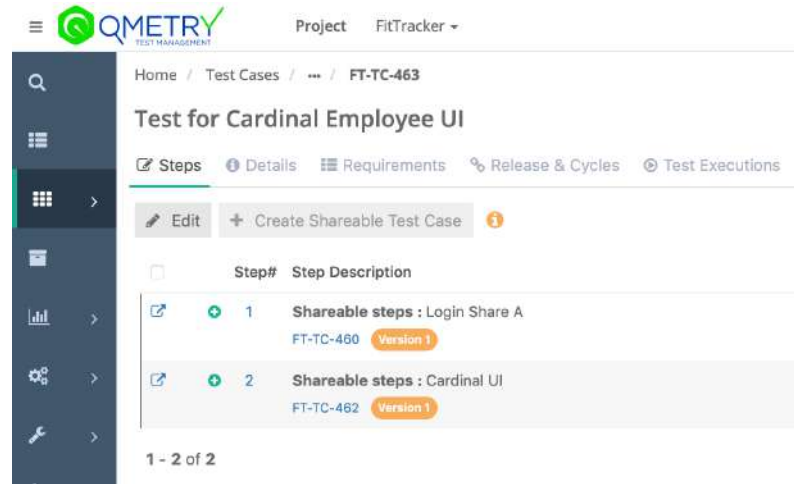 QMETRY
TEST MANAGEMENT
Project FitTracker
Home / Test Cases / ... / FT-TC-463
Test for Cardinal Employee UI
Steps Details Requirements Release & Cycles Test Executions
Edit + Create Shareable Test Case
Step# Step Description
1 Shareable steps : Login Share A
FT-TC-460 Version 1
2 Shareable steps : Cardinal UI
FT-TC-462 Version 1
1 - 2 of 2